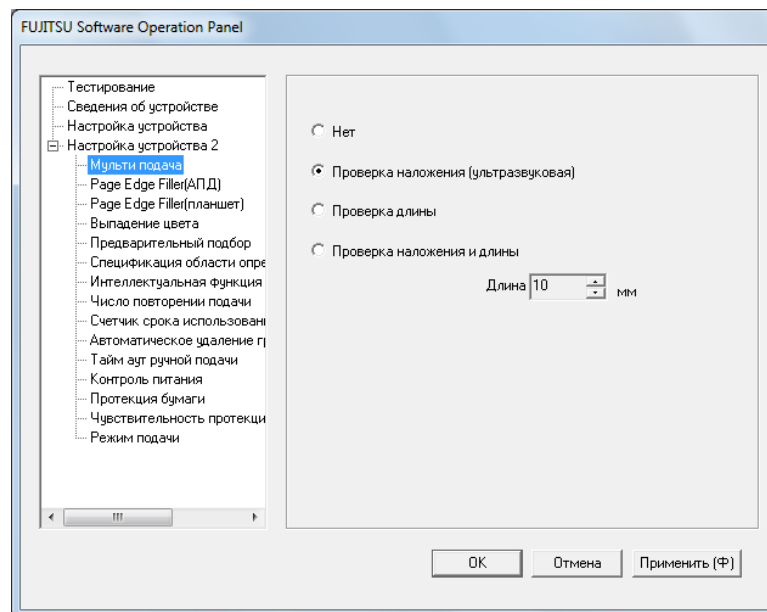 FUJITSU Software Operation Panel
Тестирование
Сведения об устройстве
Настройка устройства
Настройка устройства 2
Мульти подача
Page Edge Filler(АПД)
Page Edge Filler(планшет)
Выпадение цвета
Предварительный подбор
Спецификация области опре
Интеллектуальная функция
Число повторении подачи
Счетчик срока использовані
Автоматическое удаление г
Тайм аут ручной подачи
Контроль питания
Протекция бумаги
Чувствительность протекци
Режим подачи
Нет
Проверка наложения (ультразвуковая)
Проверка длины
Проверка наложения и длины
Длина 10 мм
OK Отмена Применить (Ф)